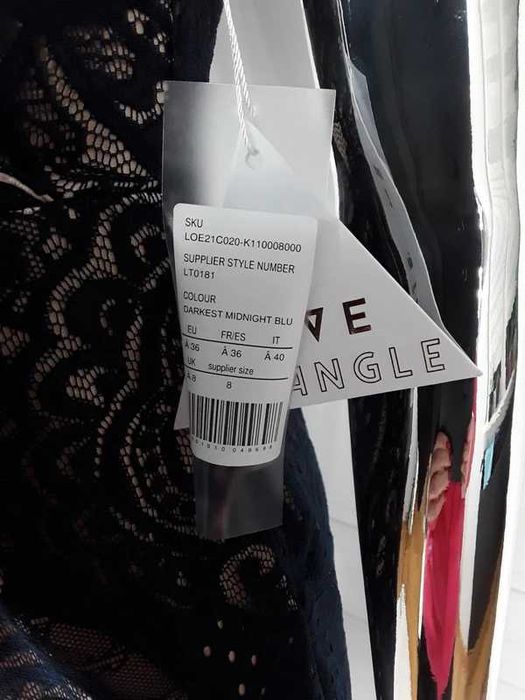 SKU
LOE21C020-K110008000
SUPPLIER STYLE NUMBER
LT0181
COLOUR
DARKEST MIDNIGHT BLU
EU FR/ES IT
Â 36 Â 36 Â 40
UK supplier size
Â 8 8
VE
ANGLE